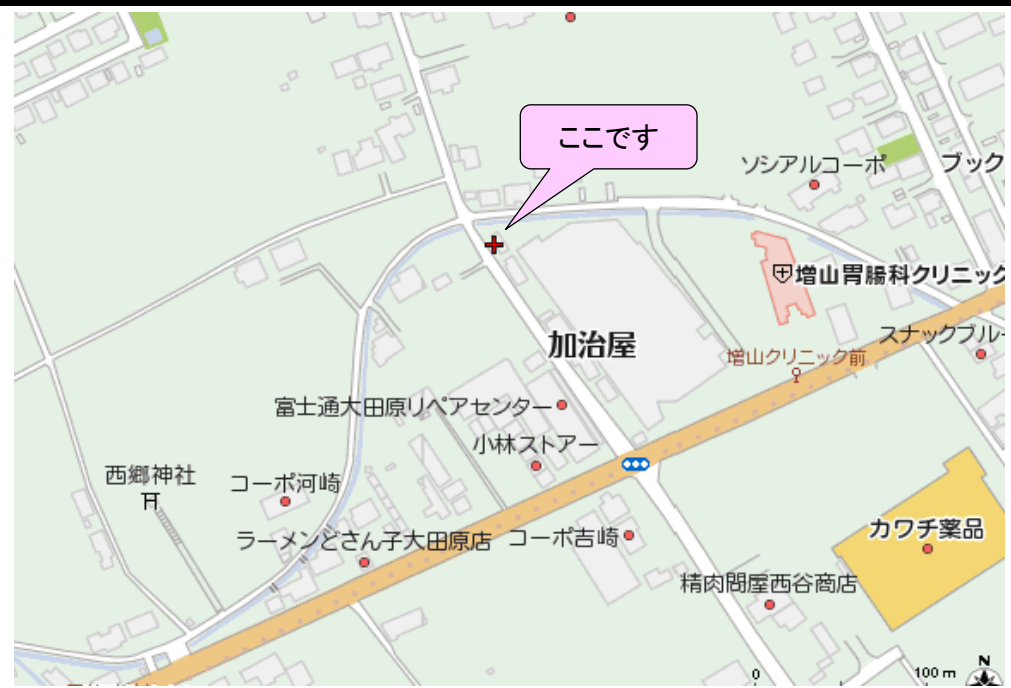 ここです
ソシアルコーポ
ブック
増山胃腸科クリニック
スナックブルー
加治屋
増山クリニック前
富士通大田原リペアセンター
小林ストアー
西郷神社
コーポ河崎
カワチ薬品
ラーメンどさん子大田原店
コーポ吉崎
精肉問屋西谷商店
0
100 m
N